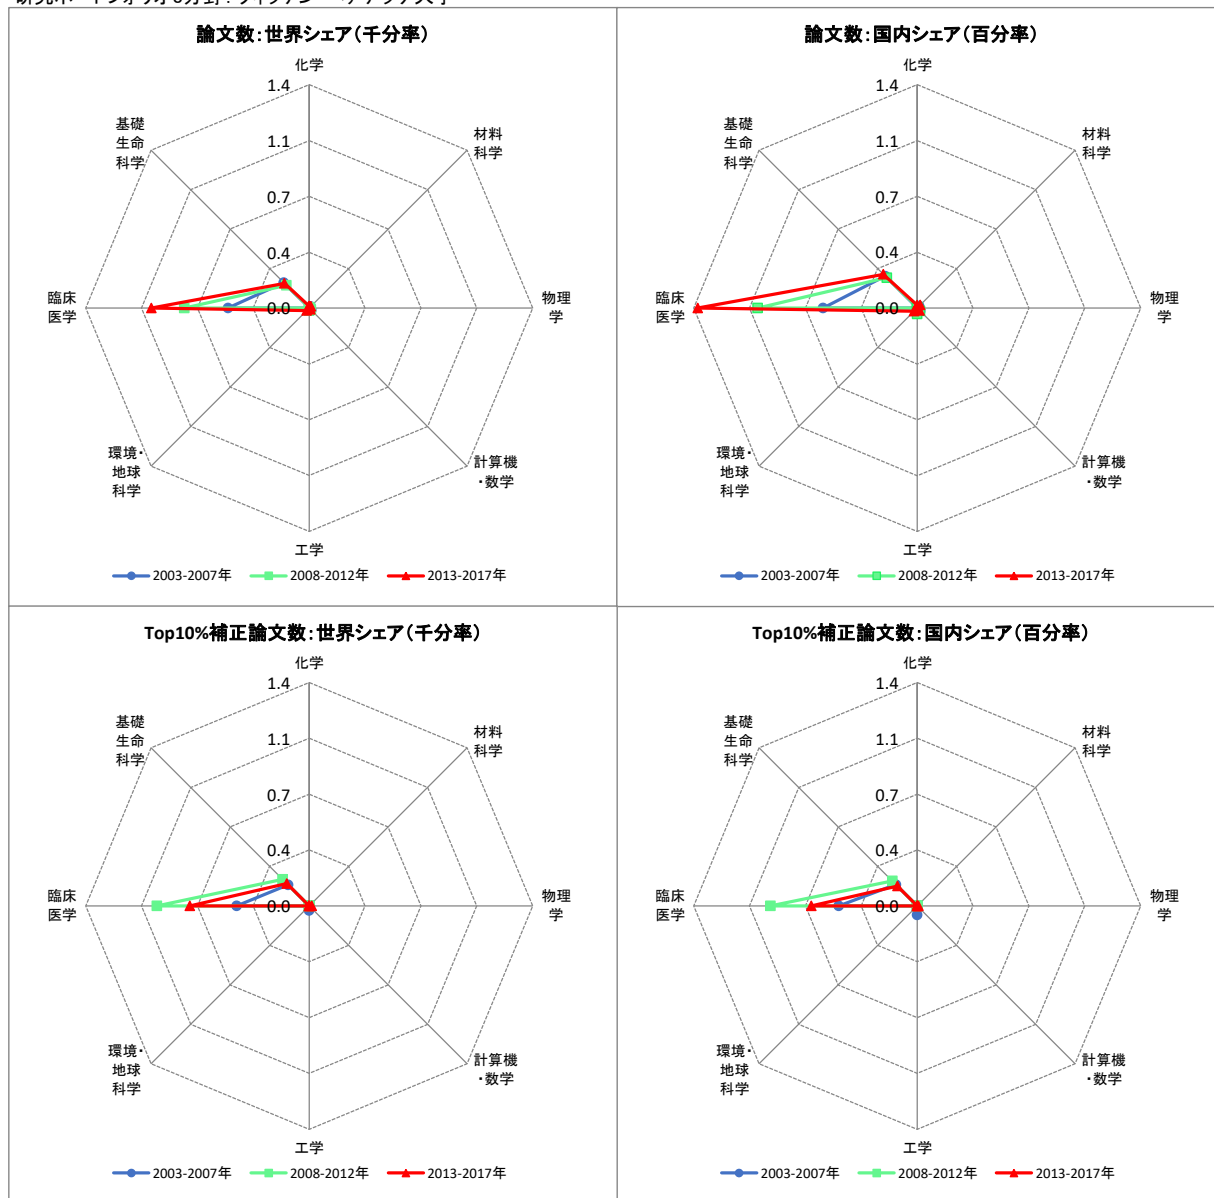 論文数:世界シェア(千分率)
化学
1.4
1.1
0.7
0.4
0.0
材料
科学
物理
学
計算機
・数学
工学
環境・
地球
科学
臨床
医学
基礎
生命
科学
2003-2007年
2008-2012年
2013-2017年
論文数:国内シェア(百分率)
化学
1.4
1.1
0.7
0.4
0.0
材料
科学
物理
学
計算機
・数学
工学
環境・
地球
科学
臨床
医学
基礎
生命
科学
2003-2007年
2008-2012年
2013-2017年
Top10%補正論文数:世界シェア(千分率)
化学
1.4
1.1
0.7
0.4
0.0
材料
科学
物理
学
計算機
・数学
工学
環境・
地球
科学
臨床
医学
基礎
生命
科学
2003-2007年
2008-2012年
2013-2017年
Top10%補正論文数:国内シェア(百分率)
化学
1.4
1.1
0.7
0.4
0.0
材料
科学
物理
学
計算機
・数学
工学
環境・
地球
科学
臨床
医学
基礎
生命
科学
2003-2007年
2008-2012年
2013-2017年